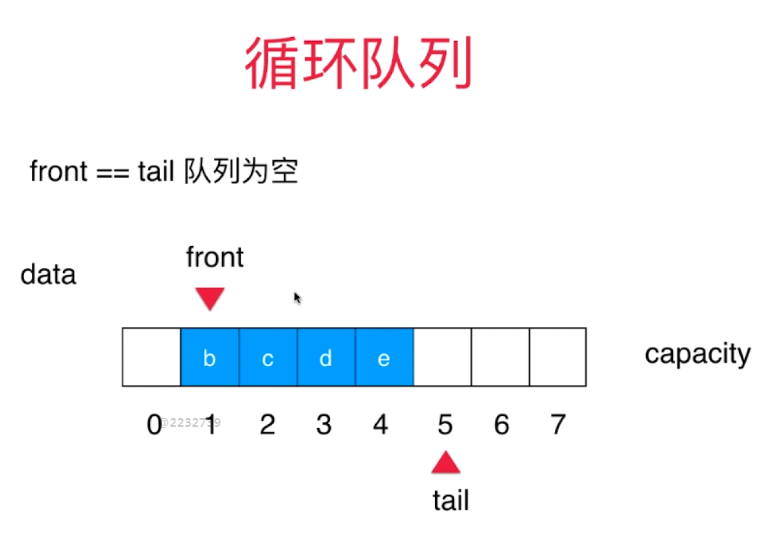 循环队列
front == tail 队列为空
front
data
b c d e
capacity
0 1 2 3 4 5 6 7
@2232739
tail